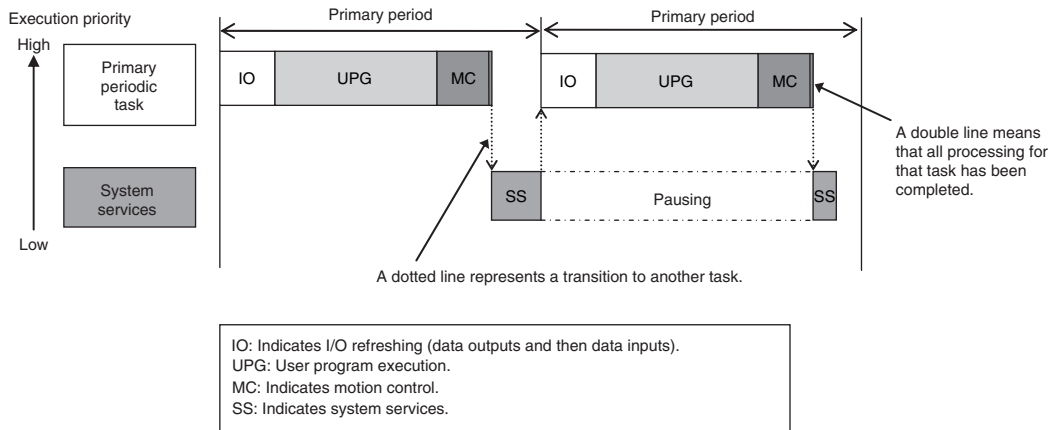 Execution priority
High
Low
Primary
periodic
task
System
services
Primary period
Primary period
IO
UPG
MC
IO
UPG
MC
SS
Pausing
SS
A double line means
that all processing for
that task has been
completed.
A dotted line represents a transition to another task.
IO: Indicates I/O refreshing (data outputs and then data inputs).
UPG: User program execution.
MC: Indicates motion control.
SS: Indicates system services.